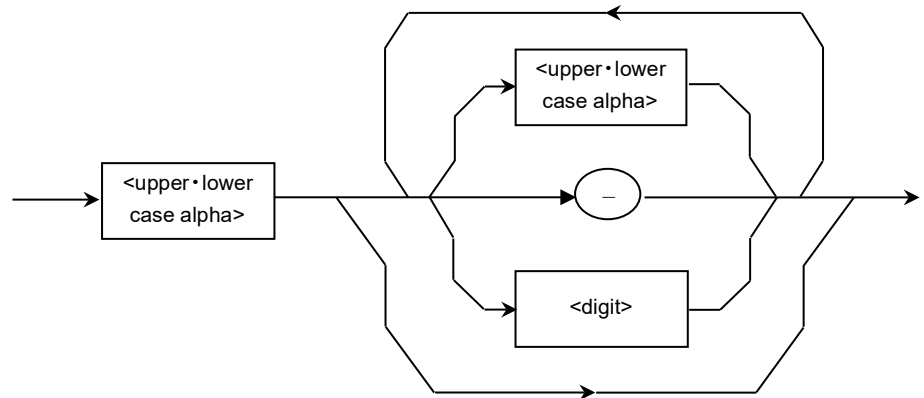 <upper・lower
case alpha>
<upper・lower
case alpha>
–
<digit>